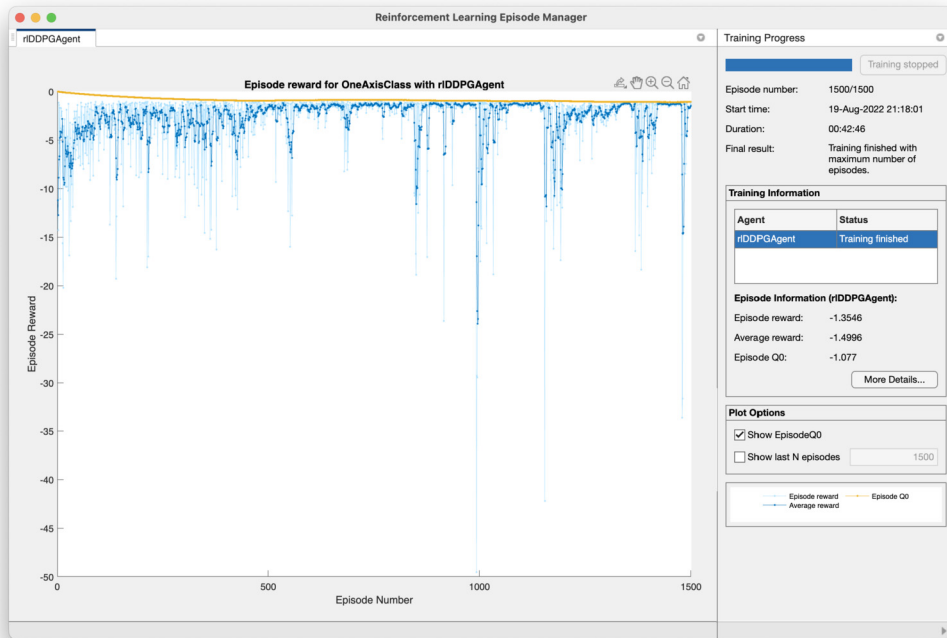 Reinforcement Learning Episode Manager
rlDDPGAgent
Episode reward for OneAxisClass with rlDDPGAgent
Episode Reward
0
-5
-10
-15
-20
-25
-30
-35
-40
-45
-50
0
500
1000
1500
Episode Number
Training Progress
Training stopped
Episode number: 1500/1500
Start time: 19-Aug-2022 21:18:01
Duration: 00:42:46
Final result: Training finished with
maximum number of
episodes.
Training Information
Agent Status
rlDDPGAgent Training finished
Episode Information (rlDDPGAgent):
Episode reward: -1.3546
Average reward: -1.4996
Episode Q0: -1.077
More Details...
Plot Options
Show EpisodeQ0
Show last N episodes 1500
Episode reward Episode Q0
Average reward